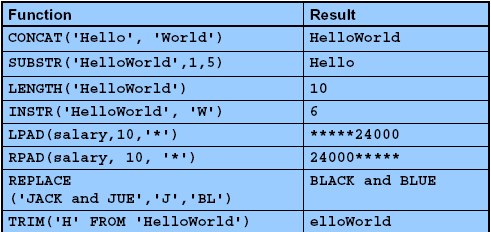 Function Result
CONCAT('Hello', 'World') HelloWorld
SUBSTR('HelloWorld',1,5) Hello
LENGTH('HelloWorld') 10
INSTR('HelloWorld', 'W') 6
LPAD(salary,10,'*') *****24000
RPAD(salary, 10, '*') 24000*****
REPLACE BLACK and BLUE
('JACK and JUE','J','BL')
TRIM('H' FROM 'HelloWorld') elloWorld